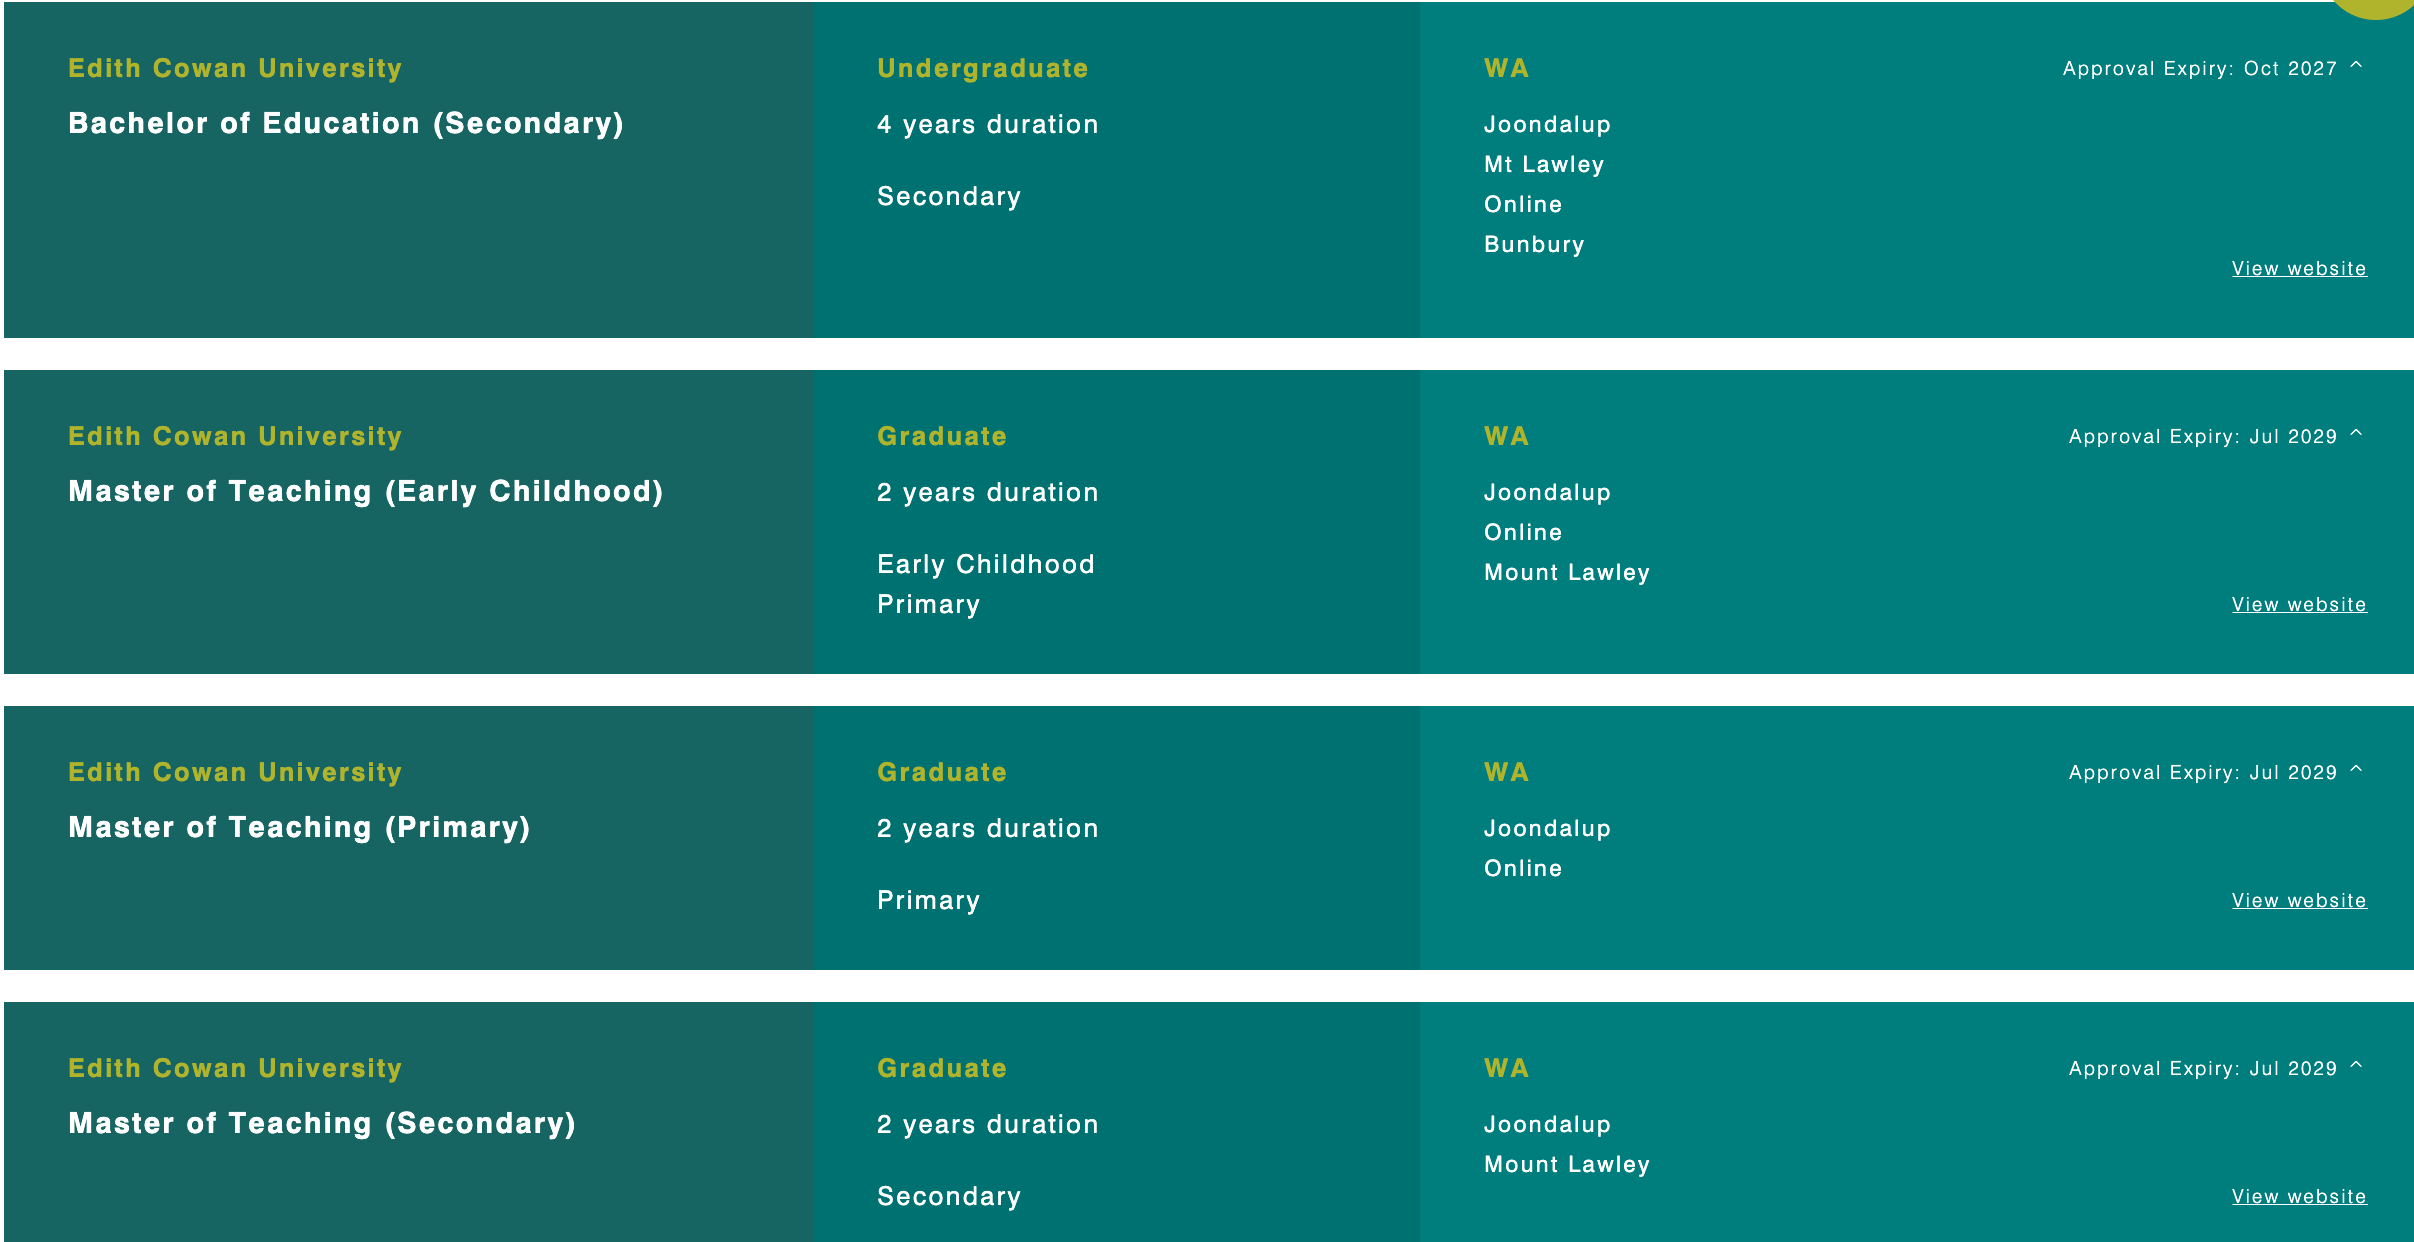 Edith Cowan University
Bachelor of Education (Secondary)
Undergraduate
4 years duration
Secondary
WA
Joondalup
Mt Lawley
Online
Bunbury
Approval Expiry: Oct 2027 ^
View website
Edith Cowan University
Master of Teaching (Early Childhood)
Graduate
2 years duration
Early Childhood
Primary
WA
Joondalup
Online
Mount Lawley
Approval Expiry: Jul 2029 ^
View website
Edith Cowan University
Master of Teaching (Primary)
Graduate
2 years duration
Primary
WA
Joondalup
Online
Approval Expiry: Jul 2029 ^
View website
Edith Cowan University
Master of Teaching (Secondary)
Graduate
2 years duration
Secondary
WA
Joondalup
Mount Lawley
Approval Expiry: Jul 2029 ^
View website